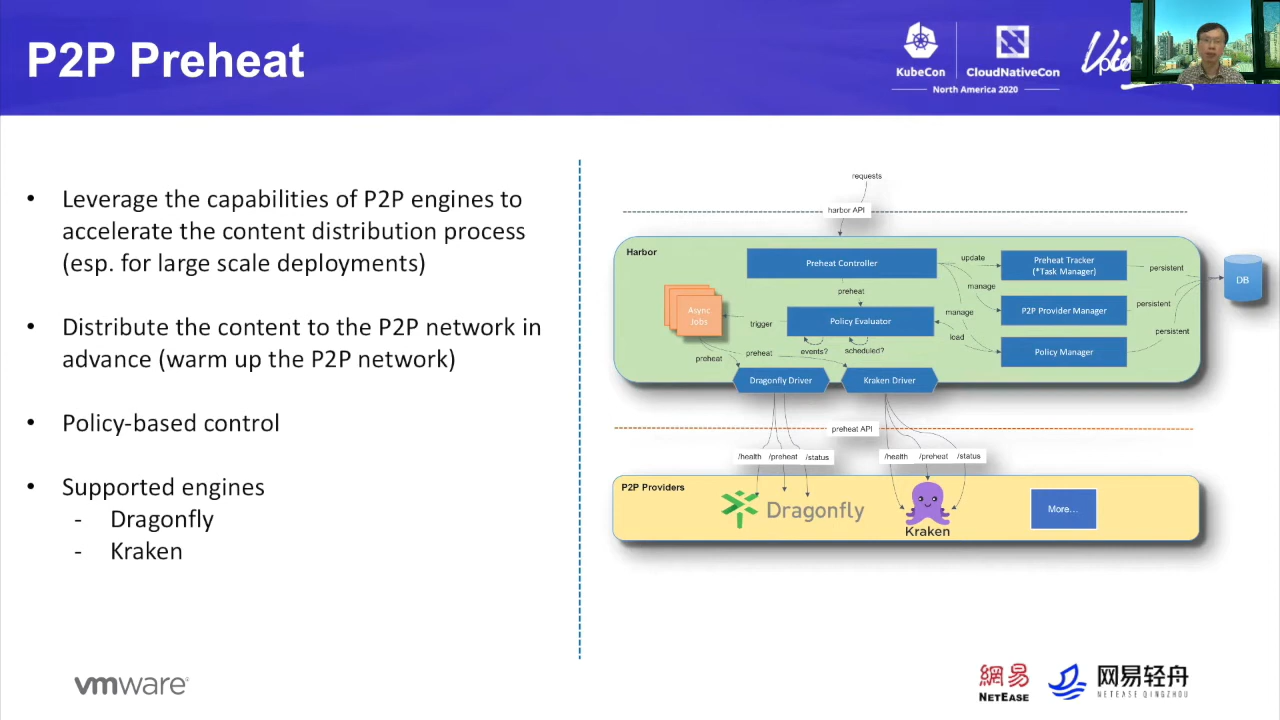 P2P Preheat
KubeCon
CloudNativeCon
North America 2020
• Leverage the capabilities of P2P engines to
accelerate the content distribution process
(esp. for large scale deployments)
• Distribute the content to the P2P network in
advance (warm up the P2P network)
• Policy-based control
• Supported engines
- Dragonfly
- Kraken
requests
harbor API
Harbor
Preheat Controller
update
Preheat Tracker
(*Task Manager)
persistent
DB
preheat
manage
Async
Jobs
trigger
Policy Evaluator
manage
P2P Provider Manager
persistent
load
persistent
events?
scheduled?
Policy Manager
preheat
preheat
Dragonfly Driver
Kraken Driver
preheat API
/health
/preheat
/status
/health
/preheat
/status
P2P Providers
Dragonfly
Kraken
More...
vmware
網易
NETEASE
网易轻舟
NETEASE QINGZHOU